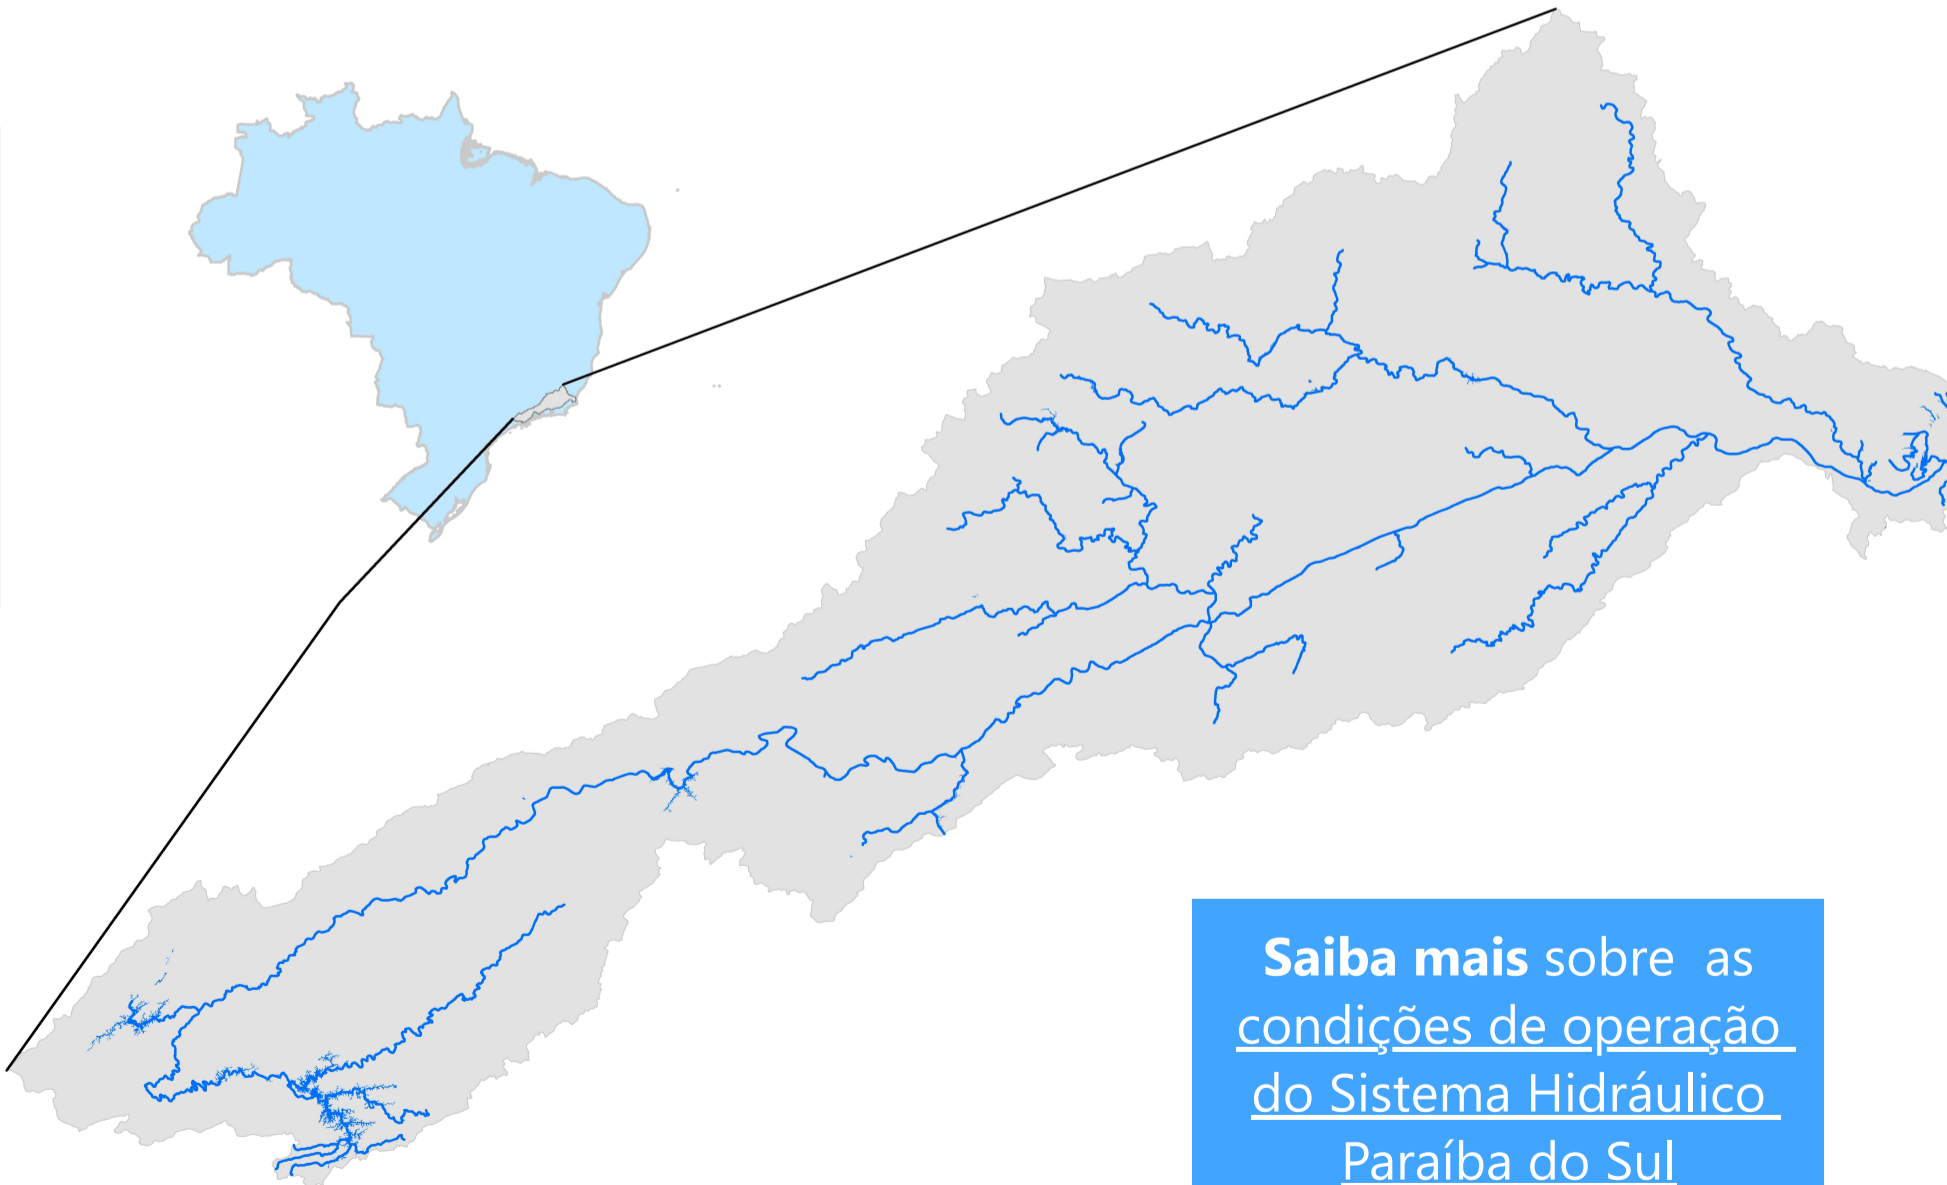 Saiba mais sobre as
condições de operação
do Sistema Hidráulico
Paraíba do Sul